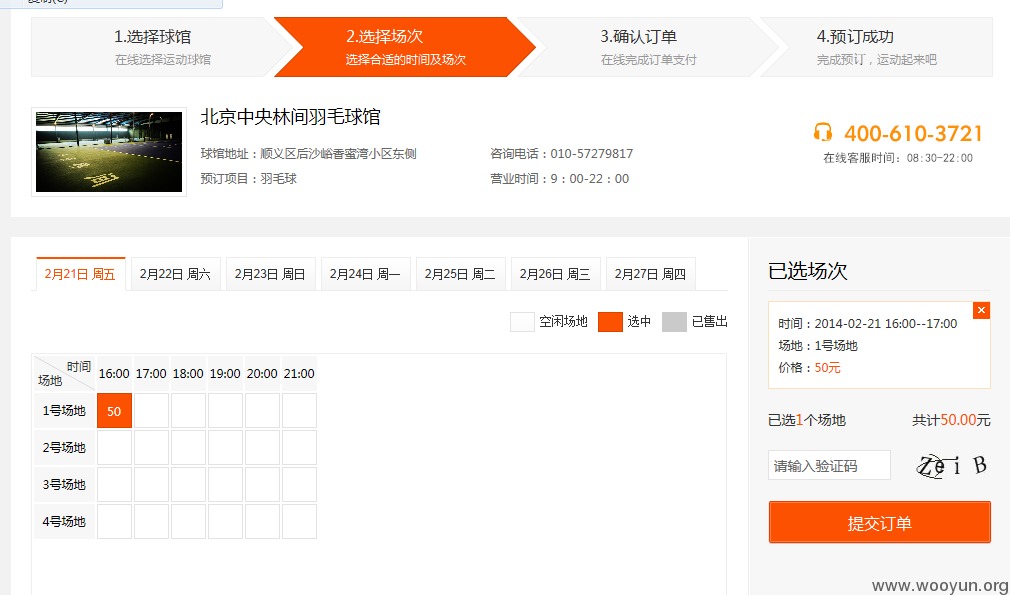 1.选择球馆
在线选择运动球馆
2.选择场次
选择合适的时间及场次
3.确认订单
在线完成订单支付
4.预订成功
完成预订，运动起来吧
北京中央林间羽毛球馆
球馆地址：顺义区后沙峪香蜜湾小区东侧
咨询电话：010-57279817
预订项目：羽毛球
营业时间：9：00-22：00
400-610-3721
在线客服时间：08:30-22:00
2月21日 周五 2月22日 周六 2月23日 周日 2月24日 周一 2月25日 周二 2月26日 周三 2月27日 周四
空闲场地 选中 已售出
时间
场地
16:00 17:00 18:00 19:00 20:00 21:00
1号场地 50
2号场地
3号场地
4号场地
已选场次
时间：2014-02-21 16:00--17:00
场地：1号场地
价格：50元
已选1个场地 共计50.00元
请输入验证码 Ze i B
提交订单
www.wooyun.org